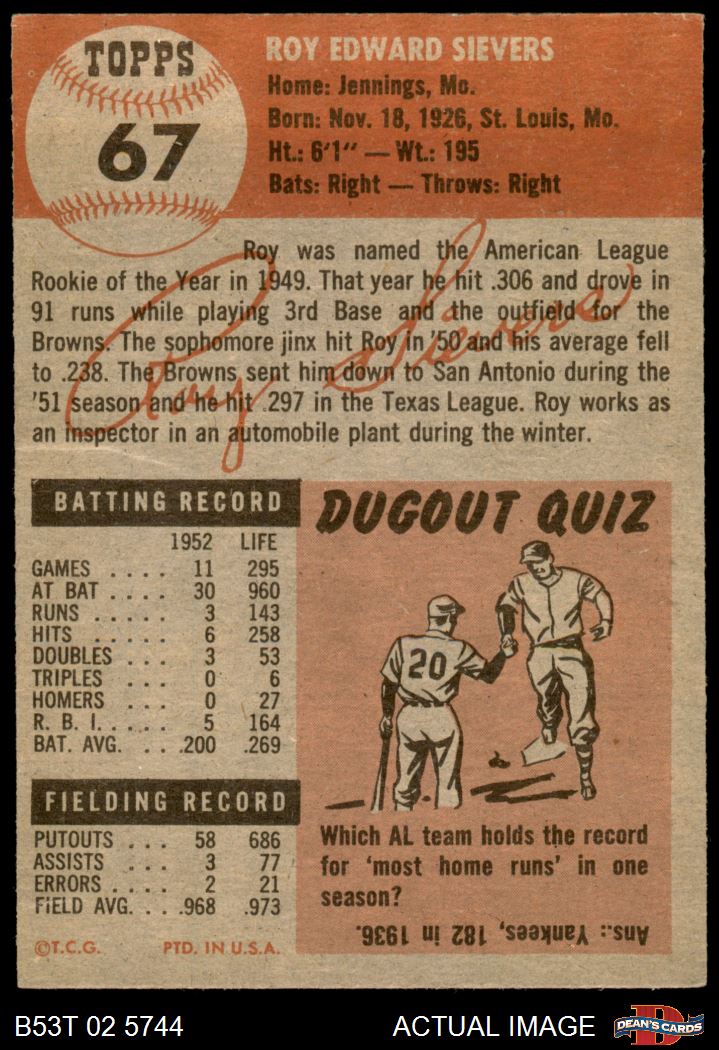 TOPPS
67
ROY EDWARD SIEVERS
Home: Jennings, Mo.
Born: Nov. 18, 1926, St. Louis, Mo.
Ht.: 6'1" — Wt.: 195
Bats: Right — Throws: Right
Roy was named the American League
Rookie of the Year in 1949. That year he hit .306 and drove in
91 runs while playing 3rd Base and the outfield for the
Browns. The sophomore jinx hit Roy in '50 and his average fell
to .238. The Browns sent him down to San Antonio during the
'51 season and he hit .297 in the Texas League. Roy works as
an inspector in an automobile plant during the winter.
Roy Sievers
BATTING RECORD
1952 LIFE
GAMES .... 11 295
AT BAT .... 30 960
RUNS ..... 3 143
HITS ..... 6 258
DOUBLES ... 3 53
TRIPLES ... 0 6
HOMERS ... 0 27
R. B. I. .... 5 164
BAT. AVG. ... .200 .269
FIELDING RECORD
PUTOUTS ... 58 686
ASSISTS ... 3 77
ERRORS .... 2 21
FIELD AVG. ... .968 .973
©T.C.G. PTD. IN U.S.A.
DUGOUT QUIZ
20
Which AL team holds the record
for 'most home runs' in one
season?
Ans.: Yankees, 182 in 1936.
B53T 02 5744 ACTUAL IMAGE
D
DEAN'S CARDS